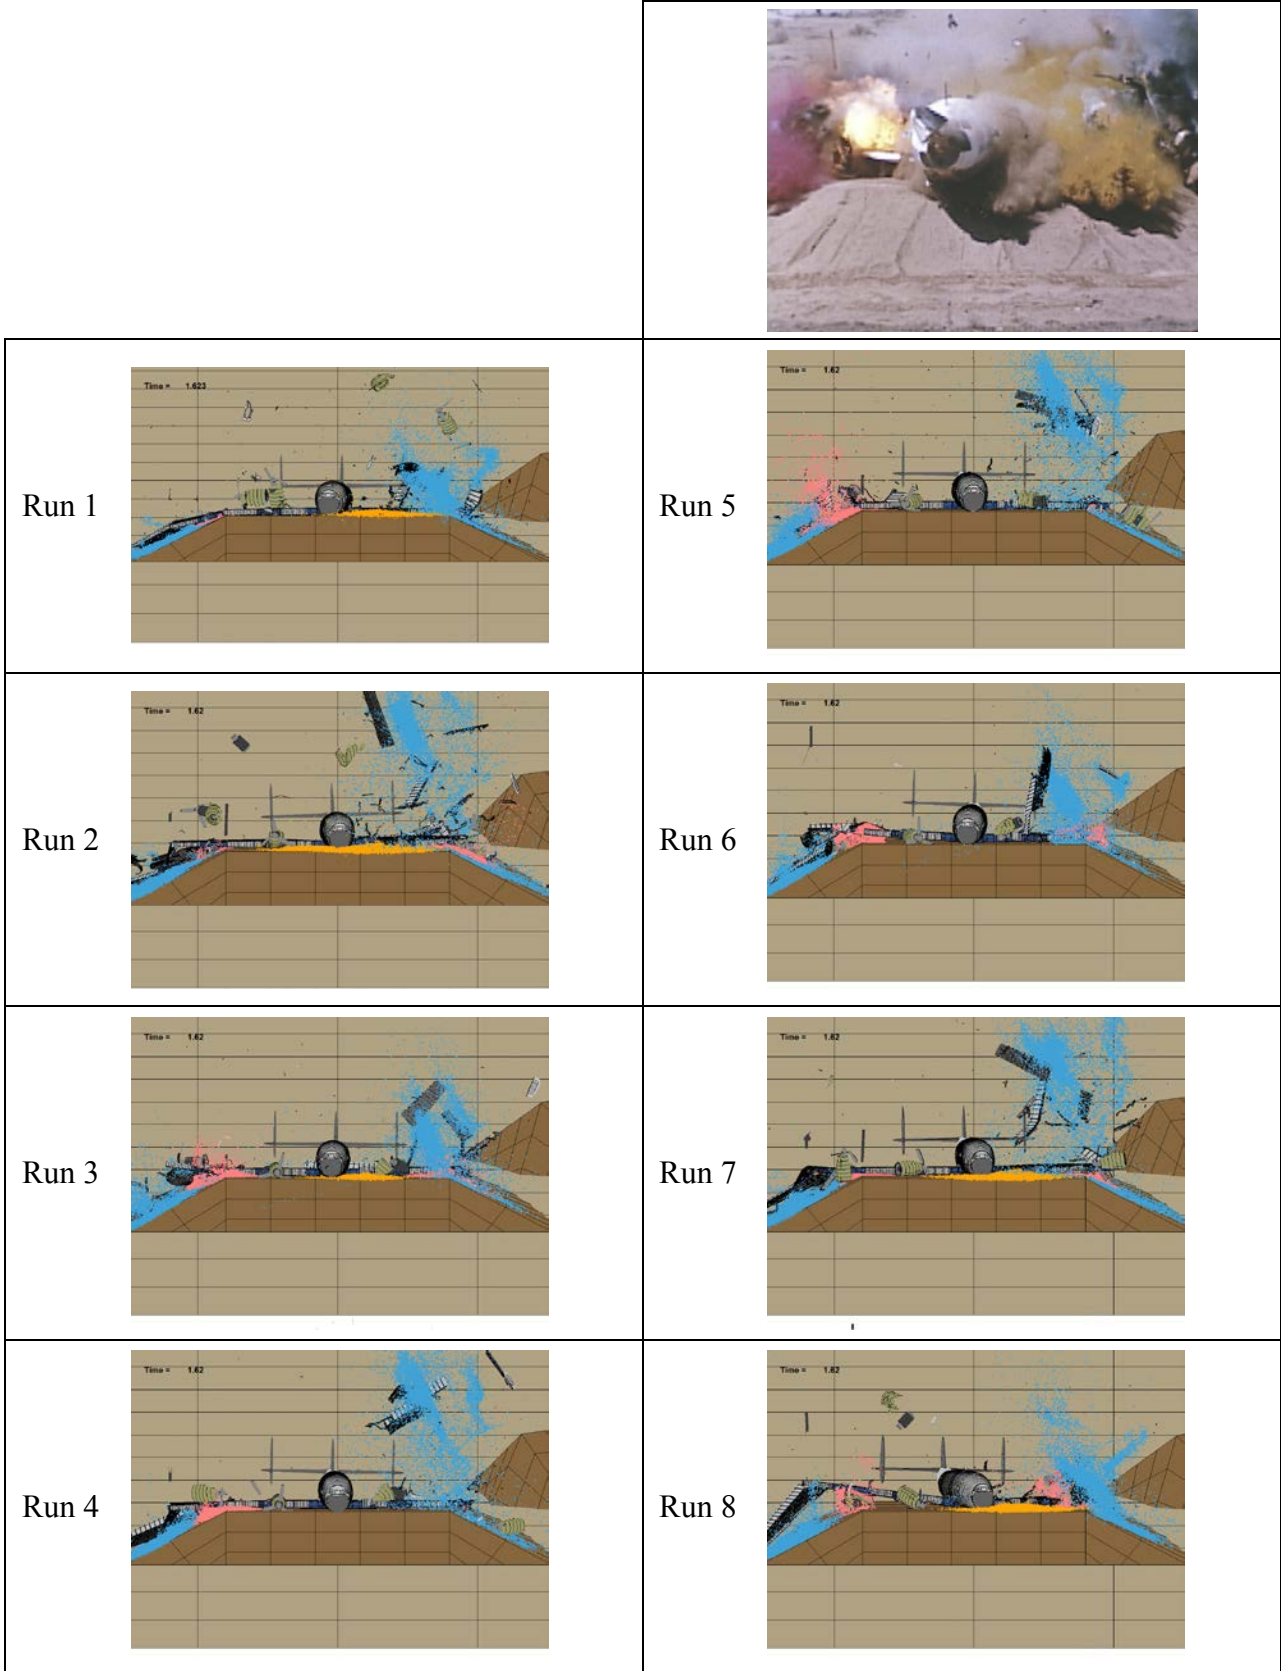 Run 1
Time = 1.623
Run 5
Time = 1.62
Run 2
Time = 1.62
Run 6
Time = 1.62
Run 3
Time = 1.62
Run 7
Time = 1.62
Run 4
Time = 1.62
Run 8
Time = 1.62